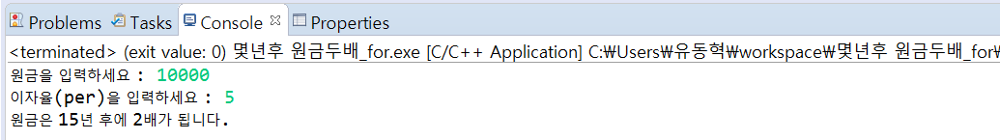 Problems Tasks Console Properties
<terminated> (exit value: 0) 몇년후 원금두배_for.exe [C/C++ Application] C:₩Users₩유동혁₩workspace₩몇년후 원금두배_for₩
원금을 입력하세요 : 10000
이자율(per)을 입력하세요 : 5
원금은 15년 후에 2배가 됩니다.